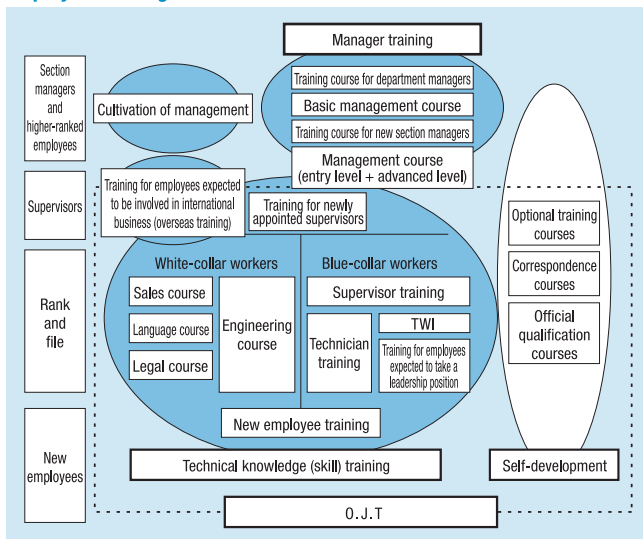 Manager training
Section
managers
and
higher-ranked
employees
Cultivation of management
Training course for department managers
Basic management course
Training course for new section managers
Management course
(entry level + advanced level)
Supervisors
Training for employees expected
to be involved in international
business (overseas training)
Training for newly
appointed supervisors
Optional training
courses
Correspondence
courses
Official
qualification
courses
Rank
and
file
White-collar workers
Sales course
Language course
Legal course
Engineering
course
Blue-collar workers
Supervisor training
Technician
training
TWI
Training for employees
expected to take a
leadership position
New employee training
New
employees
Technical knowledge (skill) training
Self-development
O.J.T